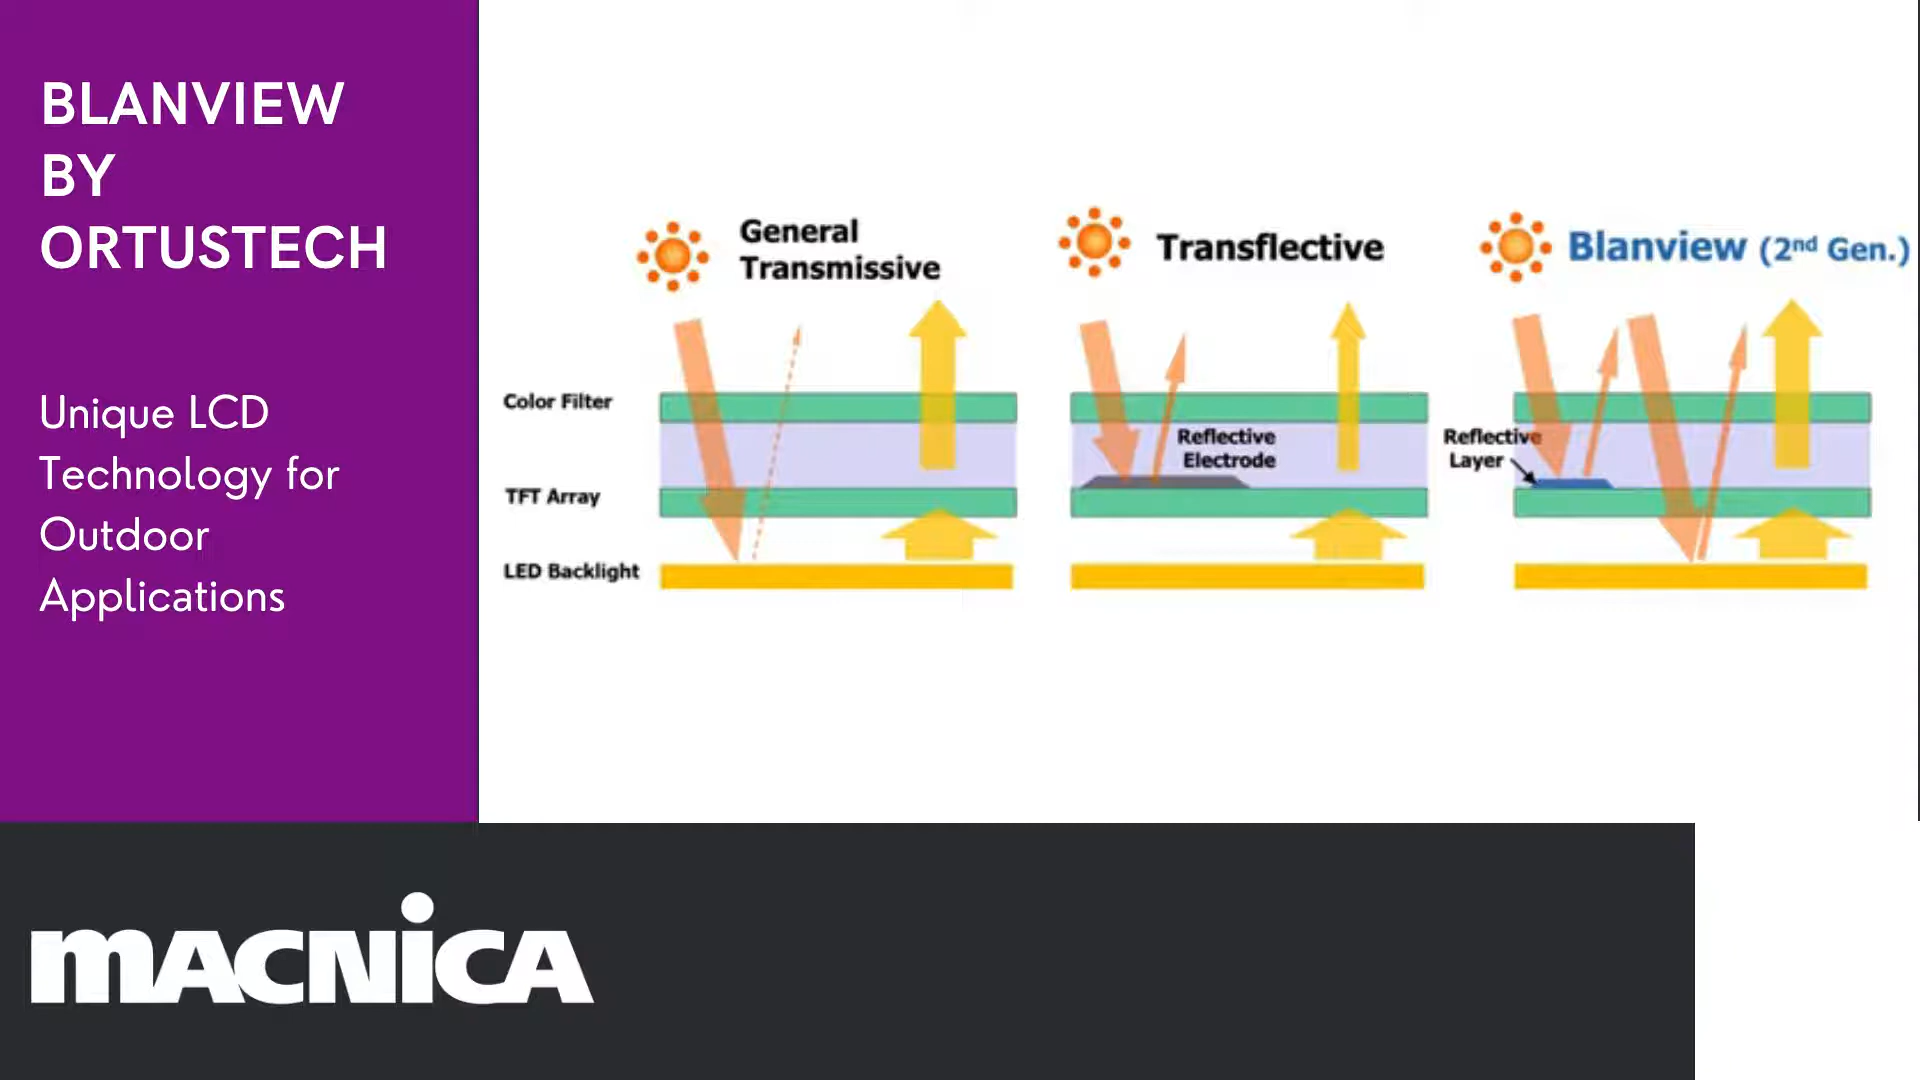 BLANVIEW
BY
ORTUSTECH
Unique LCD
Technology for
Outdoor
Applications
General
Transmissive
Transflective
Blanview (2nd Gen.)
Color Filter
TFT Array
LED Backlight
Reflective
Electrode
Reflective
Layer
maCNiCA